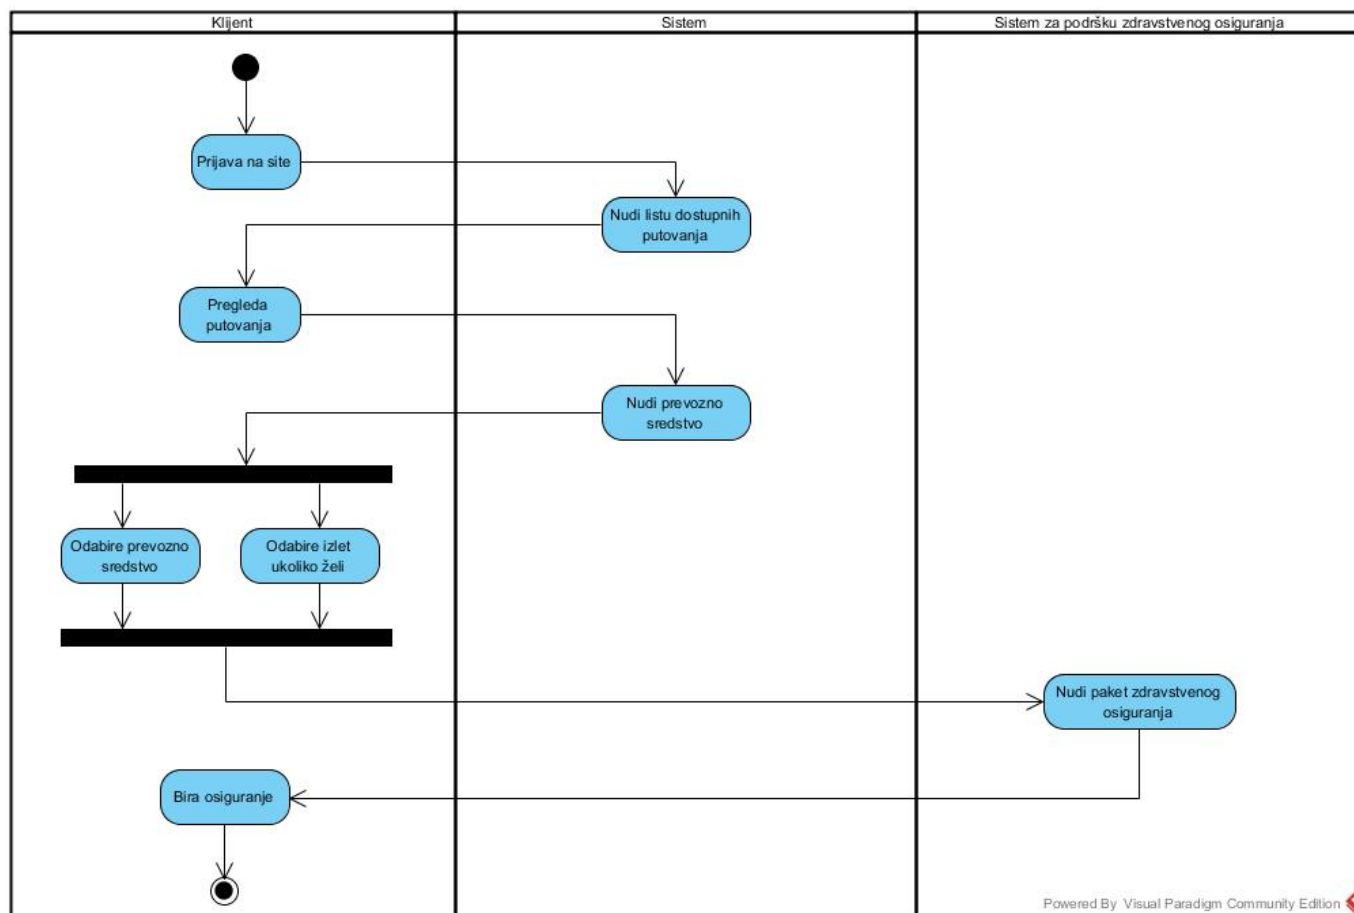 Klijent
Sistem
Sistem za podršku zdravstvenog osiguranja
Prijava na site
Nudi listu dostupnih
putovanja
Pregleda
putovanja
Nudi prevozno
sredstvo
Odabire prevozno
sredstvo
Odabire izlet
ukoliko želi
Nudi paket zdravstvenog
osiguranja
Bira osiguranje
Powered By Visual Paradigm Community Edition